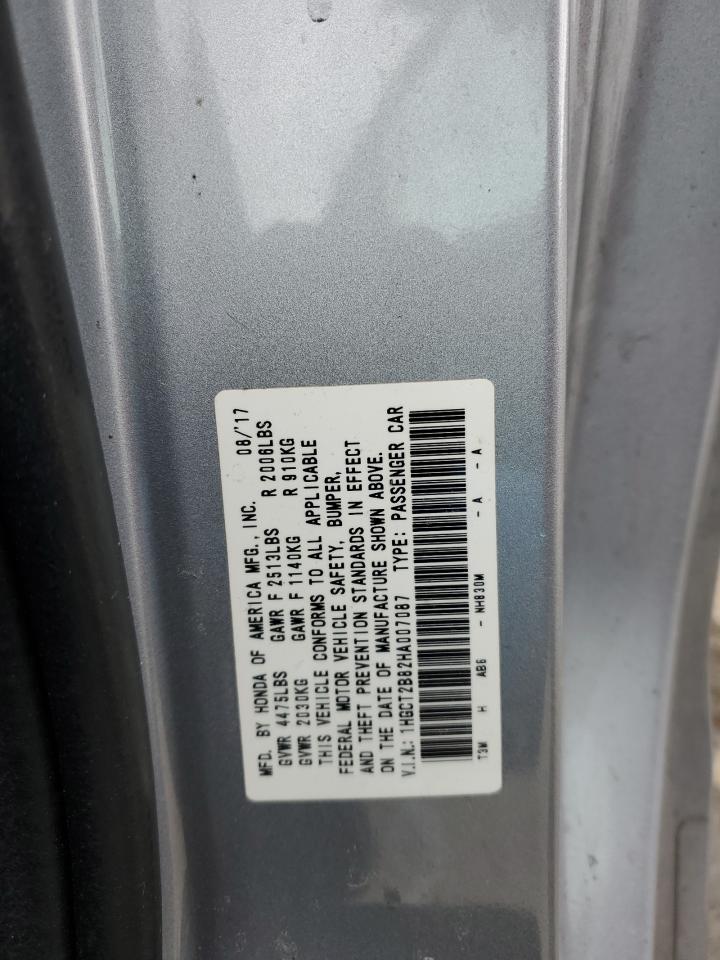 MFD. BY HONDA OF AMERICA MFG., INC. 08/'17
GVWR 4475LBS GAWR F 2513LBS R 2006LBS
GVWR 2030KG GAWR F 1140KG R 910KG
THIS VEHICLE CONFORMS TO ALL APPLICABLE
FEDERAL MOTOR VEHICLE SAFETY, BUMPER,
AND THEFT PREVENTION STANDARDS IN EFFECT
ON THE DATE OF MANUFACTURE SHOWN ABOVE.
V.I.N.: 1HGCT2B82HA007087 TYPE: PASSENGER CAR
T3M H AB6 - NH830M - A - A